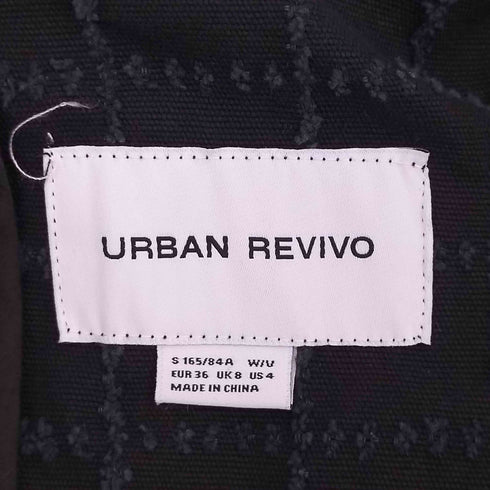 URBAN REVIVO
S 165/84A W/V
EUR 36 UK 8 US 4
MADE IN CHINA